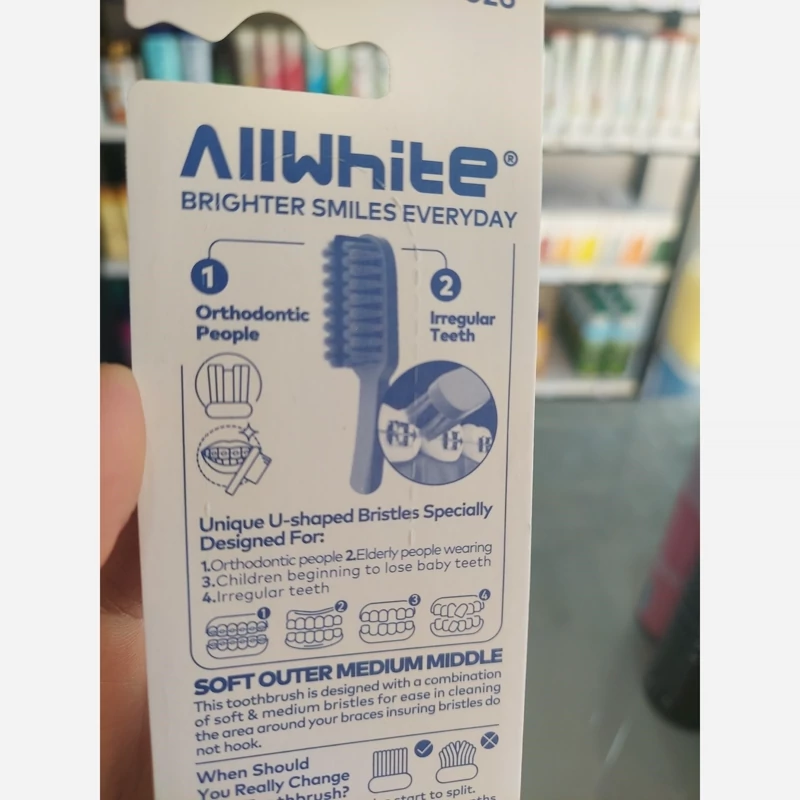 AllWhite®
BRIGHTER SMILES EVERYDAY
1
Orthodontic
People
2
Irregular
Teeth
Unique U-shaped Bristles Specially
Designed For:
1.Orthodontic people 2.Elderly people wearing
3.Children beginning to lose baby teeth
4.Irregular teeth
1 2 3 4
SOFT OUTER MEDIUM MIDDLE
This toothbrush is designed with a combination
of soft & medium bristles for ease in cleaning
the area around your braces insuring bristles do
not hook.
When Should
You Really Change
start to split.